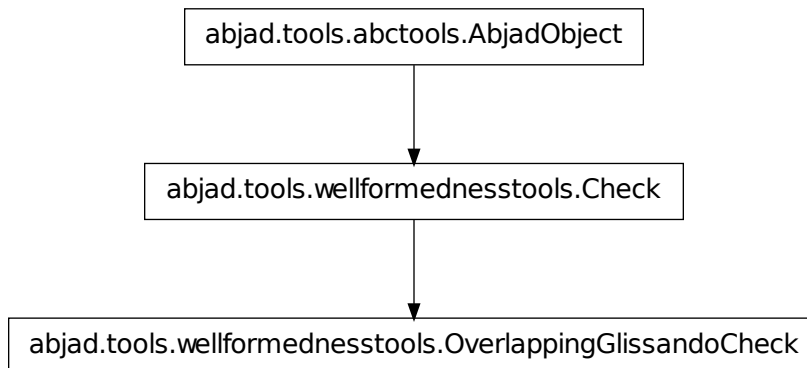 abjad.tools.abctools.AbjadObject
abjad.tools.wellformednesstools.Check
abjad.tools.wellformednesstools.OverlappingGlissandoCheck